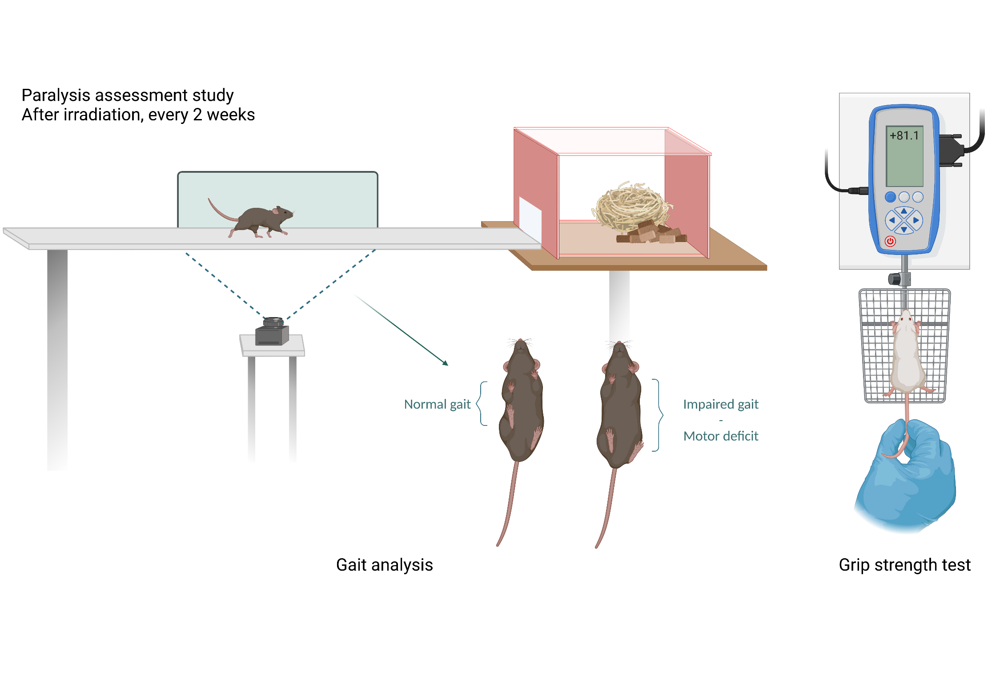 Paralysis assessment study
After irradiation, every 2 weeks
+81.1
Normal gait
Impaired gait
-
Motor deficit
Gait analysis
Grip strength test